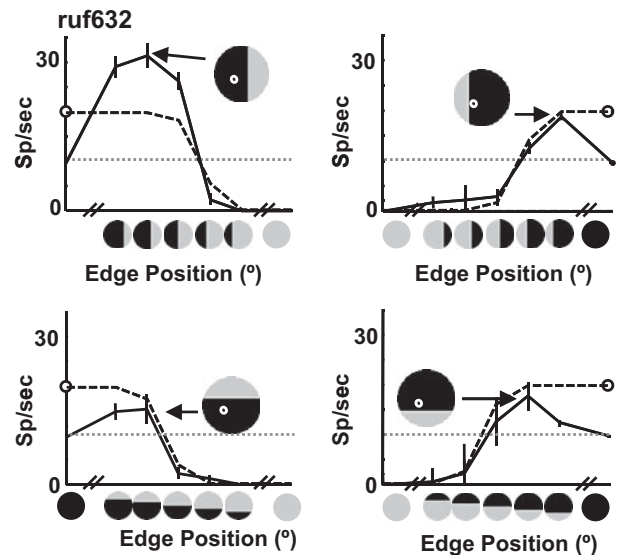 ruf632
30
Sp/sec
0
Edge Position (º)
30
Sp/sec
0
Edge Position (º)
30
Sp/sec
0
Edge Position (º)
30
Sp/sec
0
Edge Position (º)